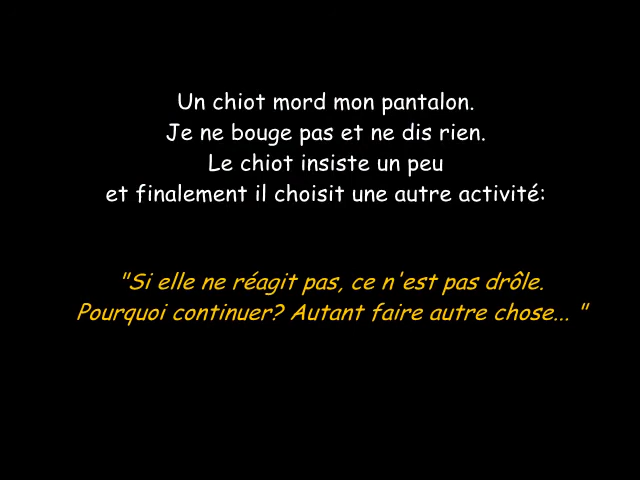 Un chiot mord mon pantalon.
Je ne bouge pas et ne dis rien.
Le chiot insiste un peu
et finalement il choisit une autre activité:
"Si elle ne réagit pas, ce n'est pas drôle.
Pourquoi continuer? Autant faire autre chose... "